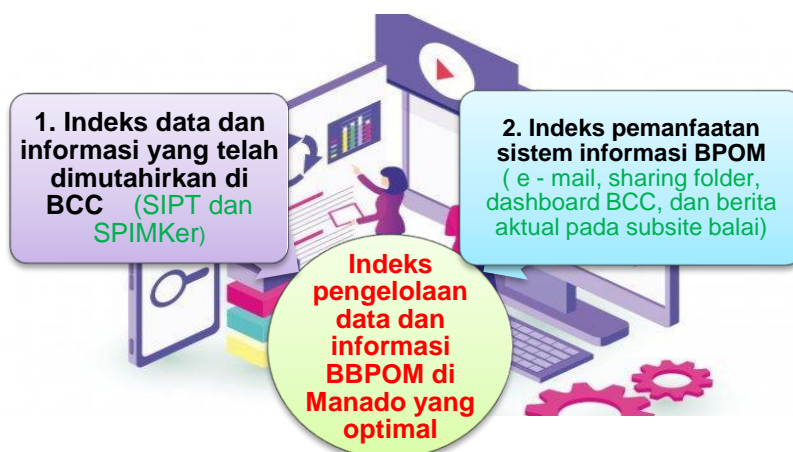 1. Indeks data dan
informasi yang telah
dimutahirkan di
BCC (SIPT dan
SPIMKer)
2. Indeks pemanfaatan
sistem informasi BPOM
( e - mail, sharing folder,
dashboard BCC, dan berita
aktual pada subsite balai)
Indeks
pengelolaan
data dan
informasi
BBPOM di
Manado yang
optimal